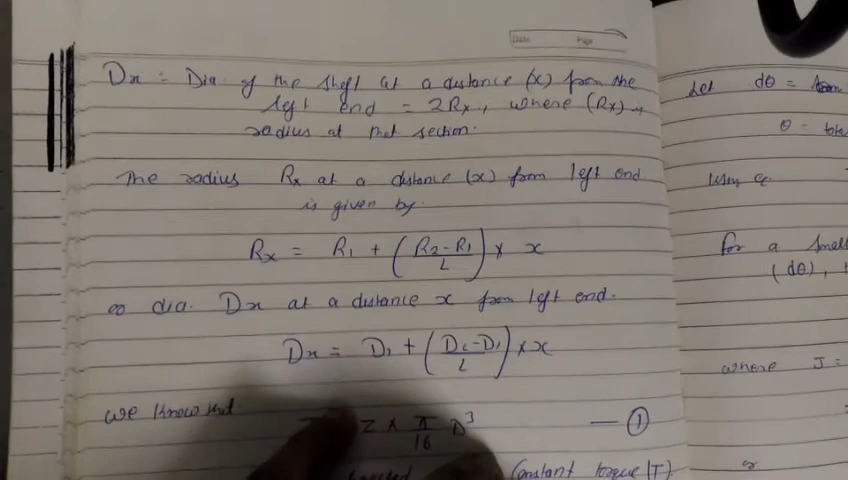 Date Page
Dx = Dia. of the shaft at a distance (x) from the
left end = 2Rx, where (Rx) →
radius at that section.
The radius Rx at a distance (x) from left end
is given by.
Rx = R1 + (R2-R1/L) × x
∞ dia. Dx at a distance x from left end.
Dx = D1 + (D2-D1/L) × x
we know that
τ × π/16 D³ — ①
(constant torque (T)
Let dθ =
θ = total
using eq
for a small
(dθ),
where J =
or